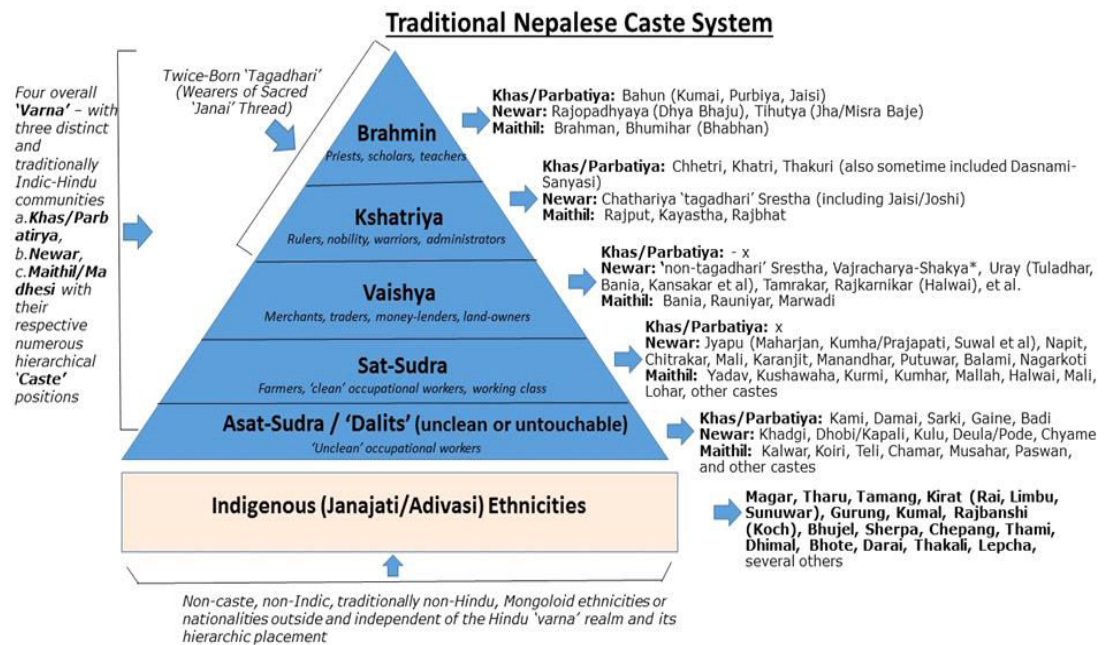 Traditional Nepalese Caste System
Four overall
'Varna' – with
three distinct
and
traditionally
Indic-Hindu
communities
a.Khas/Parb
atirya,
b.Newar,
c.Maithil/Ma
dhesi with
their
respective
numerous
hierarchical
'Caste'
positions
Twice-Born 'Tagadhari'
(Wearers of Sacred
'Janai' Thread)
Brahmin
Priests, scholars, teachers
Khas/Parbatiya: Bahun (Kumai, Purbiya, Jaisi)
Newar: Rajopadhyaya (Dhya Bhaju), Tihutya (Jha/Misra Baje)
Maithil: Brahman, Bhumihar (Bhabhan)
Kshatriya
Rulers, nobility, warriors, administrators
Khas/Parbatiya: Chhetri, Khatri, Thakuri (also sometime included Dasnami-
Sanyasi)
Newar: Chathariya 'tagadhari' Srestha (including Jaisi/Joshi)
Maithil: Rajput, Kayastha, Rajbhat
Vaishya
Merchants, traders, money-lenders, land-owners
Khas/Parbatiya: - x
Newar: 'non-tagadhari' Srestha, Vajracharya-Shakya*, Uray (Tuladhar,
Bania, Kansakar et al), Tamrakar, Rajkarnikar (Halwai), et al.
Maithil: Bania, Rauniyar, Marwadi
Sat-Sudra
Farmers, 'clean' occupational workers, working class
Khas/Parbatiya: x
Newar: Jyapu (Maharjan, Kumha/Prajapati, Suwal et al), Napit,
Chitrakar, Mali, Karanjit, Manandhar, Putuwar, Balami, Nagarkoti
Maithil: Yadav, Kushawaha, Kurmi, Kumhar, Mallah, Halwai, Mali,
Lohar, other castes
Asat-Sudra / 'Dalits' (unclean or untouchable)
'Unclean' occupational workers
Khas/Parbatiya: Kami, Damai, Sarki, Gaine, Badi
Newar: Khadgi, Dhobi/Kapali, Kulu, Deula/Pode, Chyame
Maithil: Kalwar, Koiri, Teli, Chamar, Musahar, Paswan,
and other castes
Indigenous (Janajati/Adivasi) Ethnicities
Magar, Tharu, Tamang, Kirat (Rai, Limbu,
Sunuwar), Gurung, Kumal, Rajbanshi
(Koch), Bhujel, Sherpa, Chepang, Thami,
Dhimal, Bhote, Darai, Thakali, Lepcha,
several others
Non-caste, non-Indic, traditionally non-Hindu, Mongoloid ethnicities or
nationalities outside and independent of the Hindu 'varna' realm and its
hierarchic placement